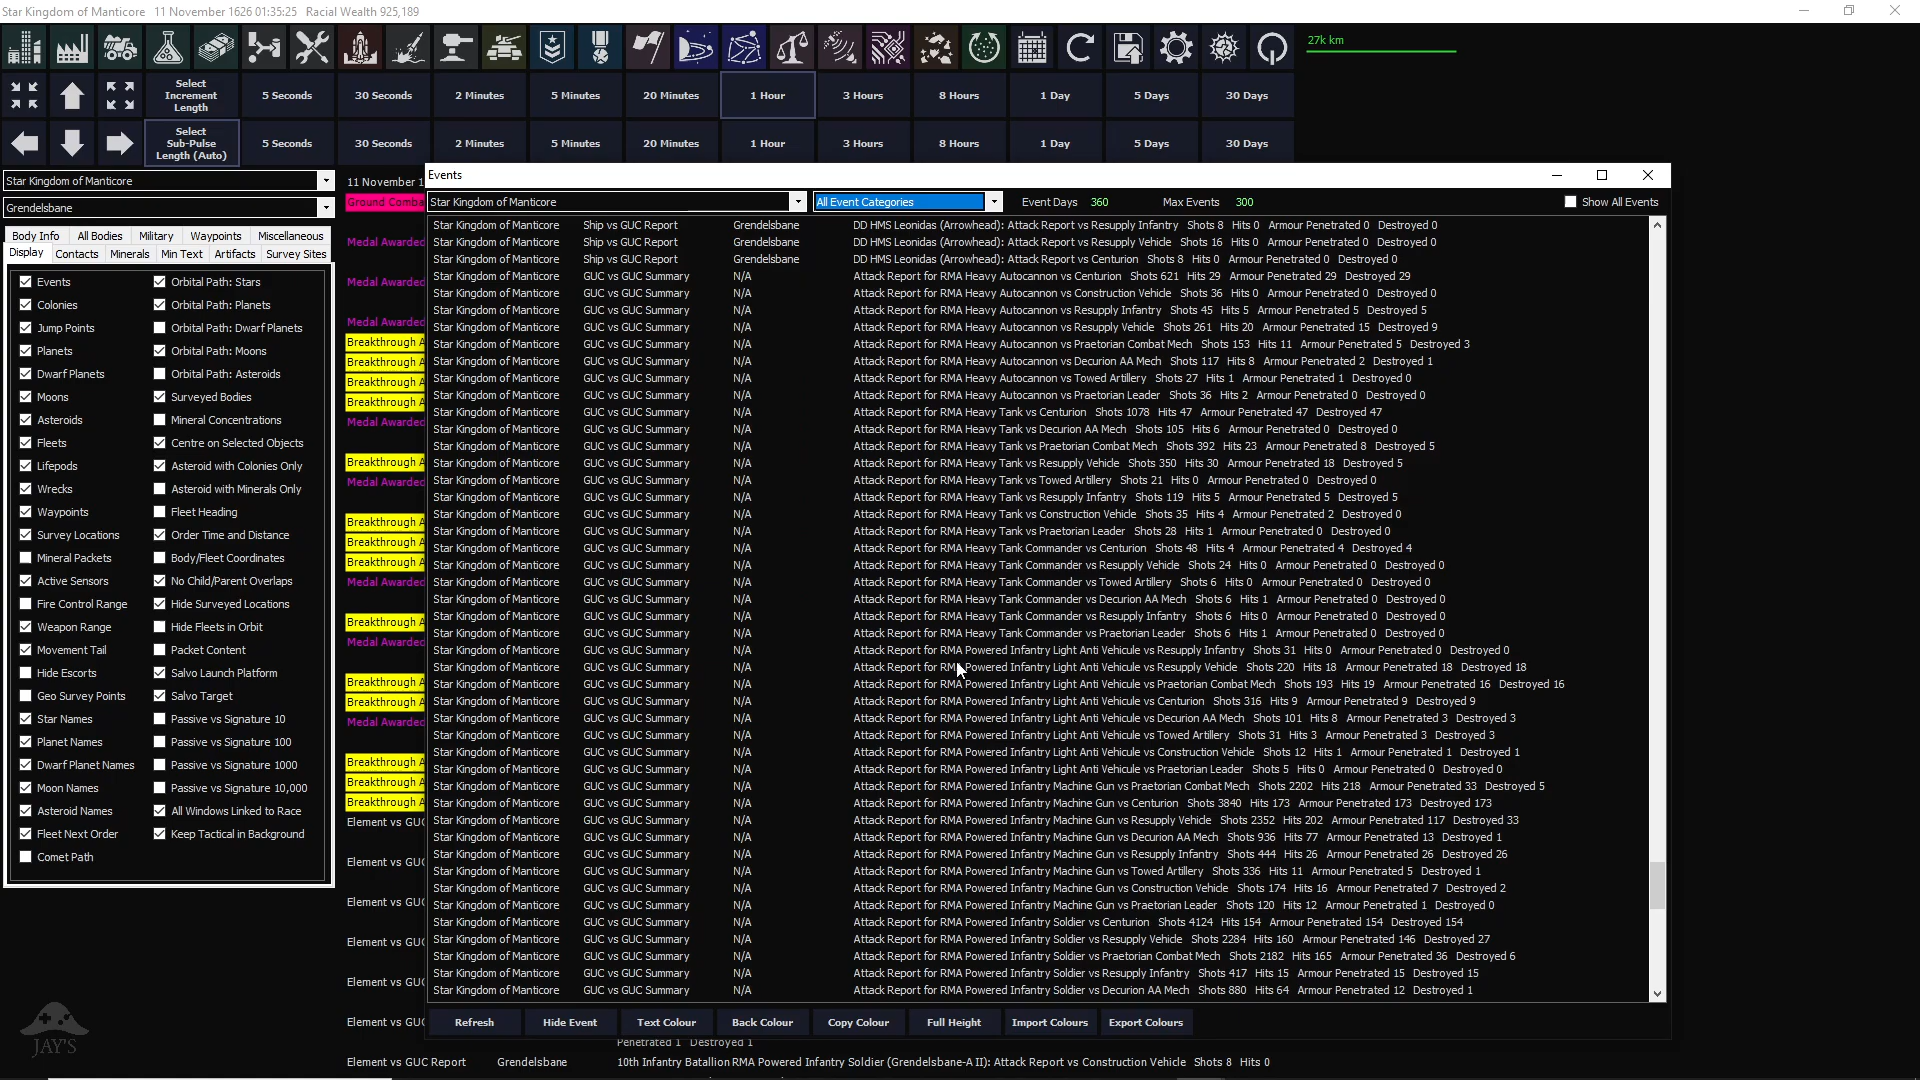 Star Kingdom of Manticore   11 November 1626 01:35:25   Racial Wealth 925,189
27k km
Select Increment Length
5 Seconds
30 Seconds
2 Minutes
5 Minutes
20 Minutes
1 Hour
3 Hours
8 Hours
1 Day
5 Days
30 Days
Select Sub-Pulse Length (Auto)
5 Seconds
30 Seconds
2 Minutes
5 Minutes
20 Minutes
1 Hour
3 Hours
8 Hours
1 Day
5 Days
30 Days
Star Kingdom of Manticore
Grendelsbane
Body Info   All Bodies   Military   Waypoints   Miscellaneous
Display   Contacts   Minerals   Min Text   Artifacts   Survey Sites
Events   Orbital Path: Stars
Colonies   Orbital Path: Planets
Jump Points   Orbital Path: Dwarf Planets
Planets   Orbital Path: Moons
Dwarf Planets   Orbital Path: Asteroids
Moons   Surveyed Bodies
Asteroids   Mineral Concentrations
Fleets   Centre on Selected Objects
Lifepods   Asteroid with Colonies Only
Wrecks   Asteroid with Minerals Only
Waypoints   Fleet Heading
Survey Locations   Order Time and Distance
Mineral Packets   Body/Fleet Coordinates
Active Sensors   No Child/Parent Overlaps
Fire Control Range   Hide Surveyed Locations
Weapon Range   Hide Fleets in Orbit
Movement Tail   Packet Content
Hide Escorts   Salvo Launch Platform
Geo Survey Points   Salvo Target
Star Names   Passive vs Signature 10
Planet Names   Passive vs Signature 100
Dwarf Planet Names   Passive vs Signature 1000
Moon Names   Passive vs Signature 10,000
Asteroid Names   All Windows Linked to Race
Fleet Next Order   Keep Tactical in Background
Comet Path
JAY'S
11 November 1
Ground Comba
Medal Awarded
Medal Awarded
Medal Awarded
Breakthrough A
Breakthrough A
Breakthrough A
Breakthrough A
Medal Awarded
Breakthrough A
Medal Awarded
Breakthrough A
Breakthrough A
Breakthrough A
Medal Awarded
Breakthrough A
Medal Awarded
Breakthrough A
Breakthrough A
Medal Awarded
Breakthrough A
Breakthrough A
Breakthrough A
Element vs GUC
Element vs GUC
Element vs GUC
Element vs GUC
Element vs GUC
Element vs GUC
Events
Star Kingdom of Manticore   All Event Categories   Event Days   360   Max Events   300   Show All Events
Star Kingdom of Manticore   Ship vs GUC Report   Grendelsbane   DD HMS Leonidas (Arrowhead): Attack Report vs Resupply Infantry   Shots 8   Hits 0   Armour Penetrated 0   Destroyed 0
Star Kingdom of Manticore   Ship vs GUC Report   Grendelsbane   DD HMS Leonidas (Arrowhead): Attack Report vs Resupply Vehicle   Shots 16   Hits 0   Armour Penetrated 0   Destroyed 0
Star Kingdom of Manticore   Ship vs GUC Report   Grendelsbane   DD HMS Leonidas (Arrowhead): Attack Report vs Centurion   Shots 8   Hits 0   Armour Penetrated 0   Destroyed 0
Star Kingdom of Manticore   GUC vs GUC Summary   N/A   Attack Report for RMA Heavy Autocannon vs Centurion   Shots 621   Hits 29   Armour Penetrated 29   Destroyed 29
Star Kingdom of Manticore   GUC vs GUC Summary   N/A   Attack Report for RMA Heavy Autocannon vs Construction Vehicle   Shots 36   Hits 0   Armour Penetrated 0   Destroyed 0
Star Kingdom of Manticore   GUC vs GUC Summary   N/A   Attack Report for RMA Heavy Autocannon vs Resupply Infantry   Shots 45   Hits 5   Armour Penetrated 5   Destroyed 5
Star Kingdom of Manticore   GUC vs GUC Summary   N/A   Attack Report for RMA Heavy Autocannon vs Resupply Vehicle   Shots 261   Hits 20   Armour Penetrated 15   Destroyed 9
Star Kingdom of Manticore   GUC vs GUC Summary   N/A   Attack Report for RMA Heavy Autocannon vs Praetorian Combat Mech   Shots 153   Hits 11   Armour Penetrated 5   Destroyed 3
Star Kingdom of Manticore   GUC vs GUC Summary   N/A   Attack Report for RMA Heavy Autocannon vs Decurion AA Mech   Shots 117   Hits 8   Armour Penetrated 2   Destroyed 1
Star Kingdom of Manticore   GUC vs GUC Summary   N/A   Attack Report for RMA Heavy Autocannon vs Towed Artillery   Shots 27   Hits 1   Armour Penetrated 1   Destroyed 0
Star Kingdom of Manticore   GUC vs GUC Summary   N/A   Attack Report for RMA Heavy Autocannon vs Praetorian Leader   Shots 36   Hits 2   Armour Penetrated 0   Destroyed 0
Star Kingdom of Manticore   GUC vs GUC Summary   N/A   Attack Report for RMA Heavy Tank vs Centurion   Shots 1078   Hits 47   Armour Penetrated 47   Destroyed 47
Star Kingdom of Manticore   GUC vs GUC Summary   N/A   Attack Report for RMA Heavy Tank vs Decurion AA Mech   Shots 105   Hits 6   Armour Penetrated 0   Destroyed 0
Star Kingdom of Manticore   GUC vs GUC Summary   N/A   Attack Report for RMA Heavy Tank vs Praetorian Combat Mech   Shots 392   Hits 23   Armour Penetrated 8   Destroyed 5
Star Kingdom of Manticore   GUC vs GUC Summary   N/A   Attack Report for RMA Heavy Tank vs Resupply Vehicle   Shots 350   Hits 30   Armour Penetrated 18   Destroyed 5
Star Kingdom of Manticore   GUC vs GUC Summary   N/A   Attack Report for RMA Heavy Tank vs Towed Artillery   Shots 21   Hits 0   Armour Penetrated 0   Destroyed 0
Star Kingdom of Manticore   GUC vs GUC Summary   N/A   Attack Report for RMA Heavy Tank vs Resupply Infantry   Shots 119   Hits 5   Armour Penetrated 5   Destroyed 5
Star Kingdom of Manticore   GUC vs GUC Summary   N/A   Attack Report for RMA Heavy Tank vs Construction Vehicle   Shots 35   Hits 4   Armour Penetrated 2   Destroyed 0
Star Kingdom of Manticore   GUC vs GUC Summary   N/A   Attack Report for RMA Heavy Tank vs Praetorian Leader   Shots 28   Hits 1   Armour Penetrated 0   Destroyed 0
Star Kingdom of Manticore   GUC vs GUC Summary   N/A   Attack Report for RMA Heavy Tank Commander vs Centurion   Shots 48   Hits 4   Armour Penetrated 4   Destroyed 4
Star Kingdom of Manticore   GUC vs GUC Summary   N/A   Attack Report for RMA Heavy Tank Commander vs Resupply Vehicle   Shots 24   Hits 0   Armour Penetrated 0   Destroyed 0
Star Kingdom of Manticore   GUC vs GUC Summary   N/A   Attack Report for RMA Heavy Tank Commander vs Towed Artillery   Shots 6   Hits 0   Armour Penetrated 0   Destroyed 0
Star Kingdom of Manticore   GUC vs GUC Summary   N/A   Attack Report for RMA Heavy Tank Commander vs Decurion AA Mech   Shots 6   Hits 1   Armour Penetrated 0   Destroyed 0
Star Kingdom of Manticore   GUC vs GUC Summary   N/A   Attack Report for RMA Heavy Tank Commander vs Resupply Infantry   Shots 6   Hits 0   Armour Penetrated 0   Destroyed 0
Star Kingdom of Manticore   GUC vs GUC Summary   N/A   Attack Report for RMA Heavy Tank Commander vs Praetorian Leader   Shots 6   Hits 1   Armour Penetrated 0   Destroyed 0
Star Kingdom of Manticore   GUC vs GUC Summary   N/A   Attack Report for RMA Powered Infantry Light Anti Vehicule vs Resupply Infantry   Shots 31   Hits 0   Armour Penetrated 0   Destroyed 0
Star Kingdom of Manticore   GUC vs GUC Summary   N/A   Attack Report for RMA Powered Infantry Light Anti Vehicule vs Resupply Vehicle   Shots 220   Hits 18   Armour Penetrated 18   Destroyed 18
Star Kingdom of Manticore   GUC vs GUC Summary   N/A   Attack Report for RMA Powered Infantry Light Anti Vehicule vs Praetorian Combat Mech   Shots 193   Hits 19   Armour Penetrated 16   Destroyed 16
Star Kingdom of Manticore   GUC vs GUC Summary   N/A   Attack Report for RMA Powered Infantry Light Anti Vehicule vs Centurion   Shots 316   Hits 9   Armour Penetrated 9   Destroyed 9
Star Kingdom of Manticore   GUC vs GUC Summary   N/A   Attack Report for RMA Powered Infantry Light Anti Vehicule vs Decurion AA Mech   Shots 101   Hits 8   Armour Penetrated 3   Destroyed 3
Star Kingdom of Manticore   GUC vs GUC Summary   N/A   Attack Report for RMA Powered Infantry Light Anti Vehicule vs Towed Artillery   Shots 31   Hits 3   Armour Penetrated 3   Destroyed 3
Star Kingdom of Manticore   GUC vs GUC Summary   N/A   Attack Report for RMA Powered Infantry Light Anti Vehicule vs Construction Vehicle   Shots 12   Hits 1   Armour Penetrated 1   Destroyed 1
Star Kingdom of Manticore   GUC vs GUC Summary   N/A   Attack Report for RMA Powered Infantry Light Anti Vehicule vs Praetorian Leader   Shots 5   Hits 0   Armour Penetrated 0   Destroyed 0
Star Kingdom of Manticore   GUC vs GUC Summary   N/A   Attack Report for RMA Powered Infantry Machine Gun vs Praetorian Combat Mech   Shots 2202   Hits 218   Armour Penetrated 33   Destroyed 5
Star Kingdom of Manticore   GUC vs GUC Summary   N/A   Attack Report for RMA Powered Infantry Machine Gun vs Centurion   Shots 3840   Hits 173   Armour Penetrated 173   Destroyed 173
Star Kingdom of Manticore   GUC vs GUC Summary   N/A   Attack Report for RMA Powered Infantry Machine Gun vs Resupply Vehicle   Shots 2352   Hits 202   Armour Penetrated 117   Destroyed 33
Star Kingdom of Manticore   GUC vs GUC Summary   N/A   Attack Report for RMA Powered Infantry Machine Gun vs Decurion AA Mech   Shots 936   Hits 77   Armour Penetrated 13   Destroyed 1
Star Kingdom of Manticore   GUC vs GUC Summary   N/A   Attack Report for RMA Powered Infantry Machine Gun vs Resupply Infantry   Shots 444   Hits 26   Armour Penetrated 26   Destroyed 26
Star Kingdom of Manticore   GUC vs GUC Summary   N/A   Attack Report for RMA Powered Infantry Machine Gun vs Towed Artillery   Shots 336   Hits 11   Armour Penetrated 5   Destroyed 1
Star Kingdom of Manticore   GUC vs GUC Summary   N/A   Attack Report for RMA Powered Infantry Machine Gun vs Construction Vehicle   Shots 174   Hits 16   Armour Penetrated 7   Destroyed 2
Star Kingdom of Manticore   GUC vs GUC Summary   N/A   Attack Report for RMA Powered Infantry Machine Gun vs Praetorian Leader   Shots 120   Hits 12   Armour Penetrated 1   Destroyed 0
Star Kingdom of Manticore   GUC vs GUC Summary   N/A   Attack Report for RMA Powered Infantry Soldier vs Centurion   Shots 4124   Hits 154   Armour Penetrated 154   Destroyed 154
Star Kingdom of Manticore   GUC vs GUC Summary   N/A   Attack Report for RMA Powered Infantry Soldier vs Resupply Vehicle   Shots 2284   Hits 160   Armour Penetrated 146   Destroyed 27
Star Kingdom of Manticore   GUC vs GUC Summary   N/A   Attack Report for RMA Powered Infantry Soldier vs Praetorian Combat Mech   Shots 2182   Hits 165   Armour Penetrated 36   Destroyed 6
Star Kingdom of Manticore   GUC vs GUC Summary   N/A   Attack Report for RMA Powered Infantry Soldier vs Resupply Infantry   Shots 417   Hits 15   Armour Penetrated 15   Destroyed 15
Star Kingdom of Manticore   GUC vs GUC Summary   N/A   Attack Report for RMA Powered Infantry Soldier vs Decurion AA Mech   Shots 880   Hits 64   Armour Penetrated 12   Destroyed 1
Refresh   Hide Event   Text Colour   Back Colour   Copy Colour   Full Height   Import Colours   Export Colours
Penetrated 1   Destroyed 1
Element vs GUC Report   Grendelsbane   10th Infantry Batallion RMA Powered Infantry Soldier (Grendelsbane-A II): Attack Report vs Construction Vehicle   Shots 8   Hits 0